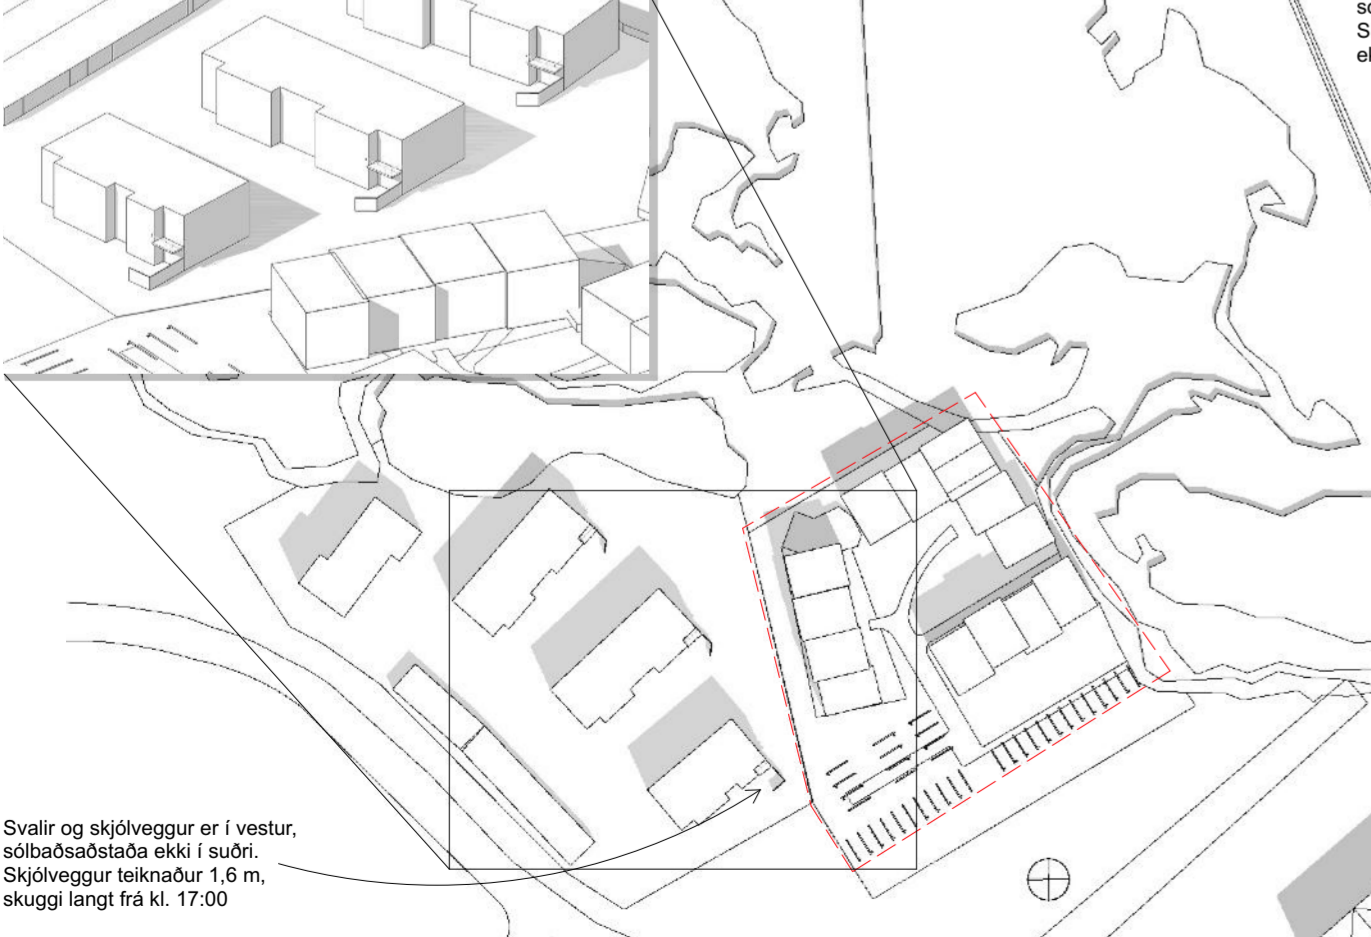 Svalir og skjólveggur er í vestur,
sólbaðsaðstaða ekki í suðri.
Skjólveggur teiknaður 1,6 m,
skuggi langt frá kl. 17:00